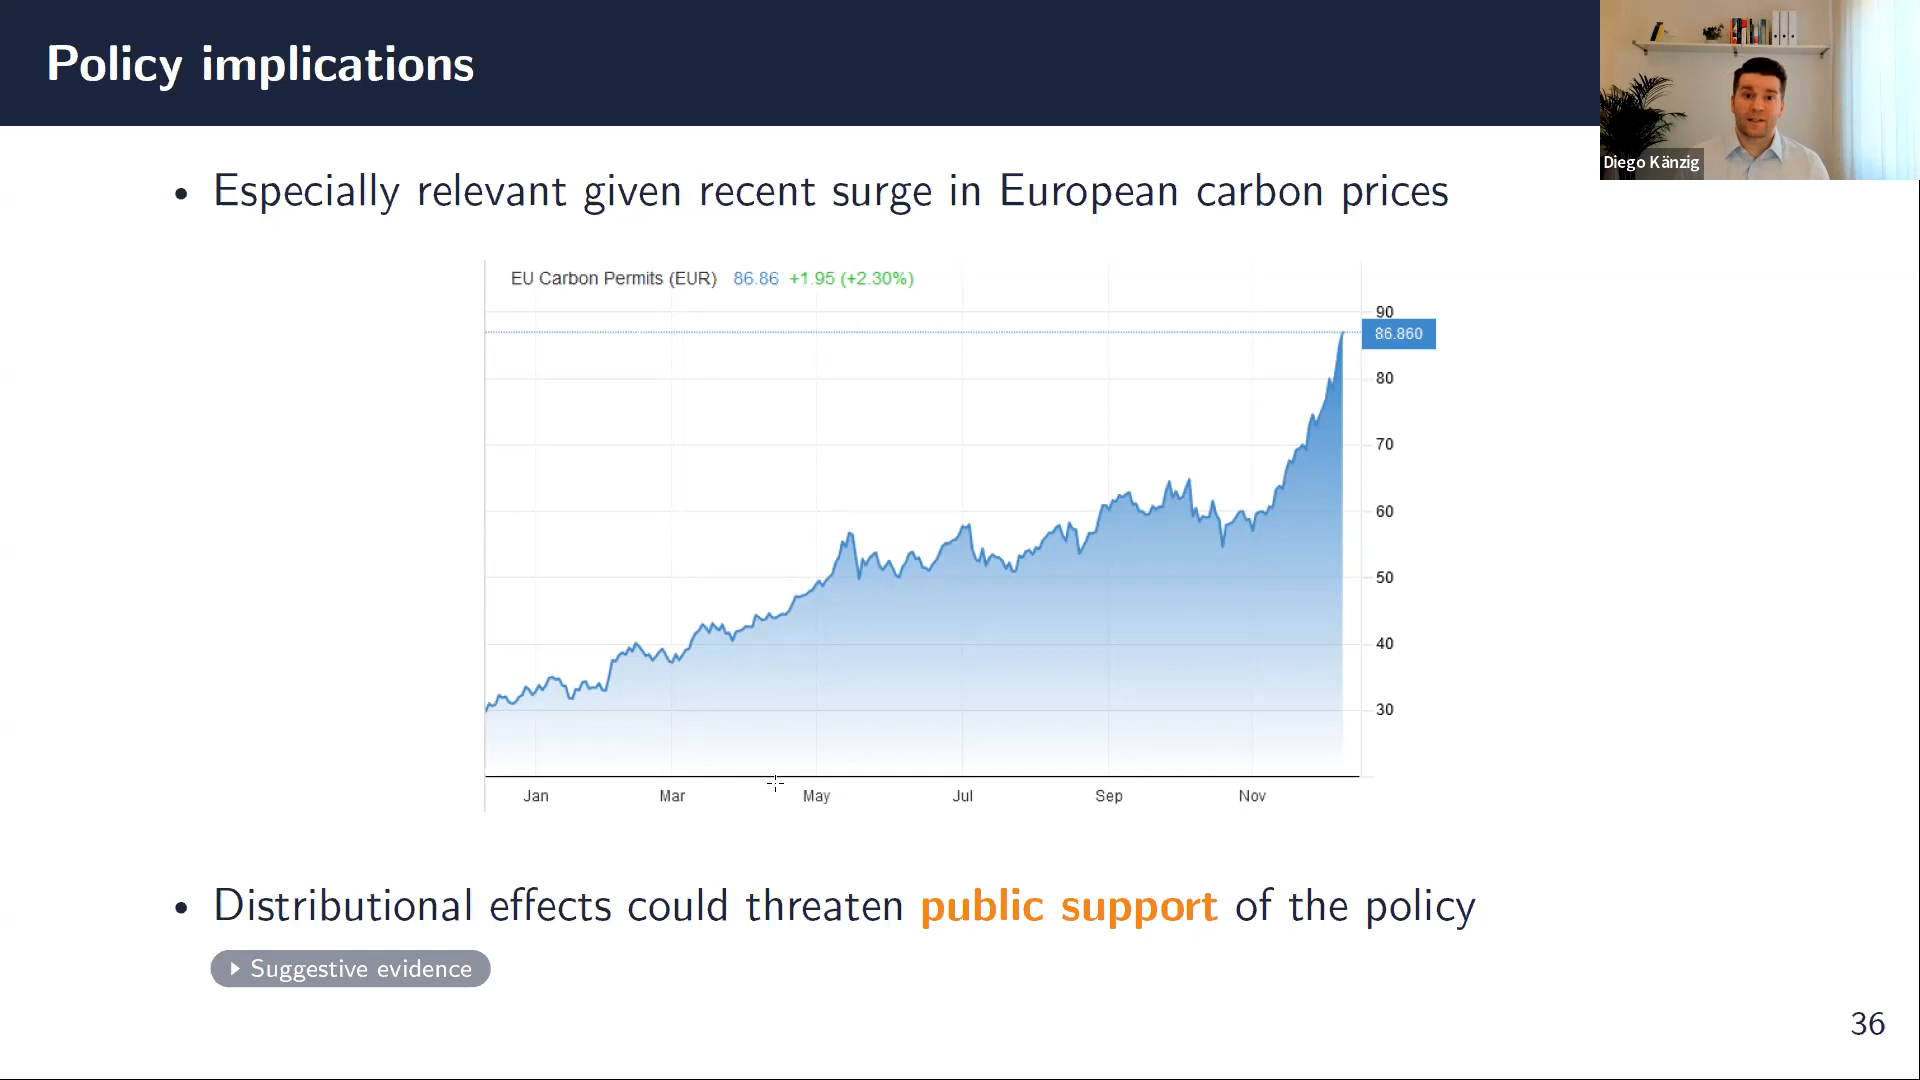 Policy implications
Diego Känzig
• Especially relevant given recent surge in European carbon prices
EU Carbon Permits (EUR) 86.86 +1.95 (+2.30%)
90
86.860
80
70
60
50
40
30
Jan Mar May Jul Sep Nov
• Distributional effects could threaten public support of the policy
Suggestive evidence
36